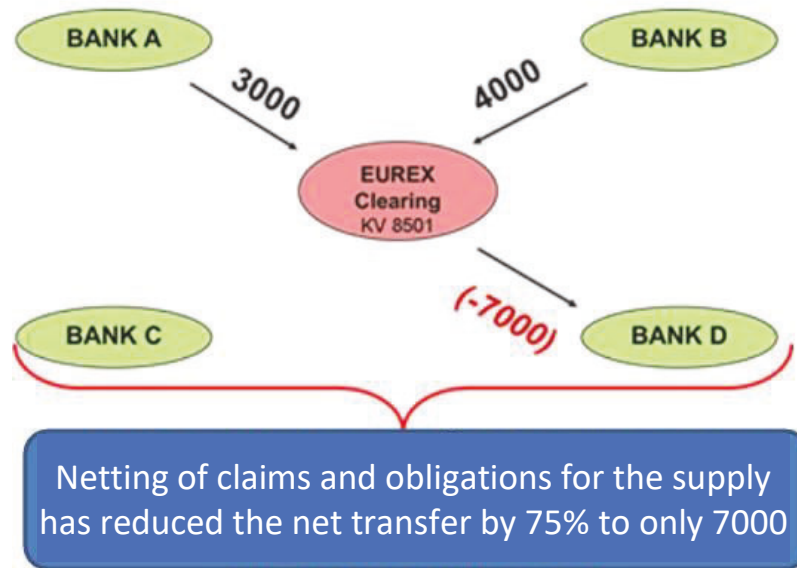 BANK A
BANK B
3000
4000
EUREX
Clearing
KV 8501
(-7000)
BANK C
BANK D
Netting of claims and obligations for the supply
has reduced the net transfer by 75% to only 7000